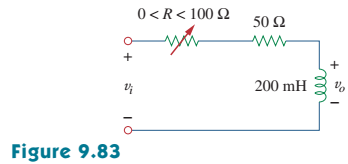 0 < R < 100 Ω
50 Ω
+
+
vᵢ
200 mH
vₒ
−
−
Figure 9.83